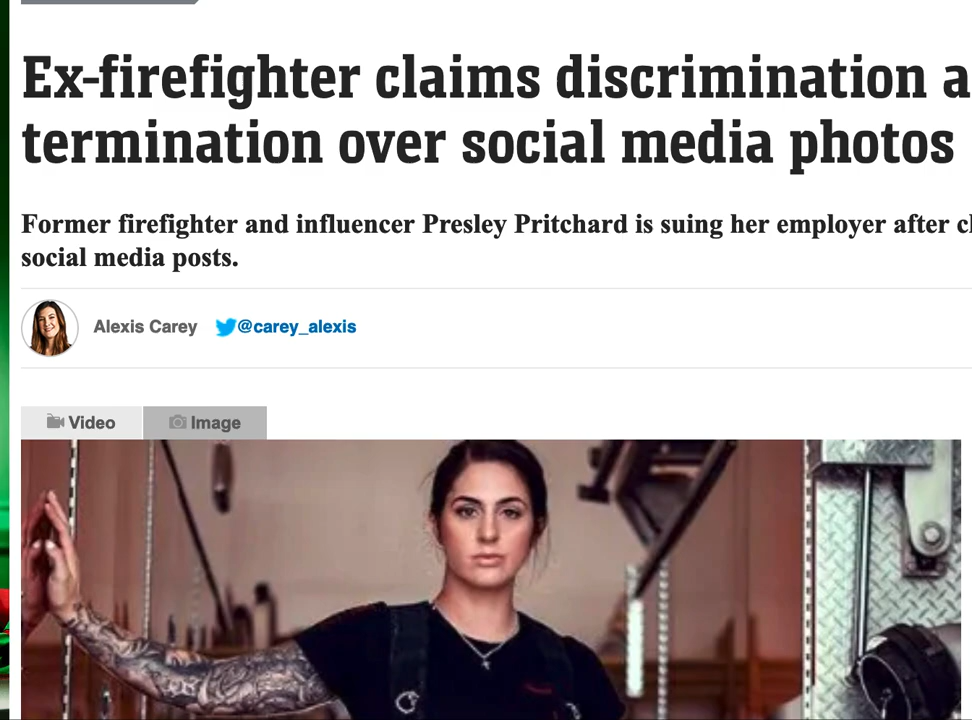 Ex-firefighter claims discrimination a
termination over social media photos
Former firefighter and influencer Presley Pritchard is suing her employer after cl
social media posts.
Alexis Carey @carey_alexis
Video Image